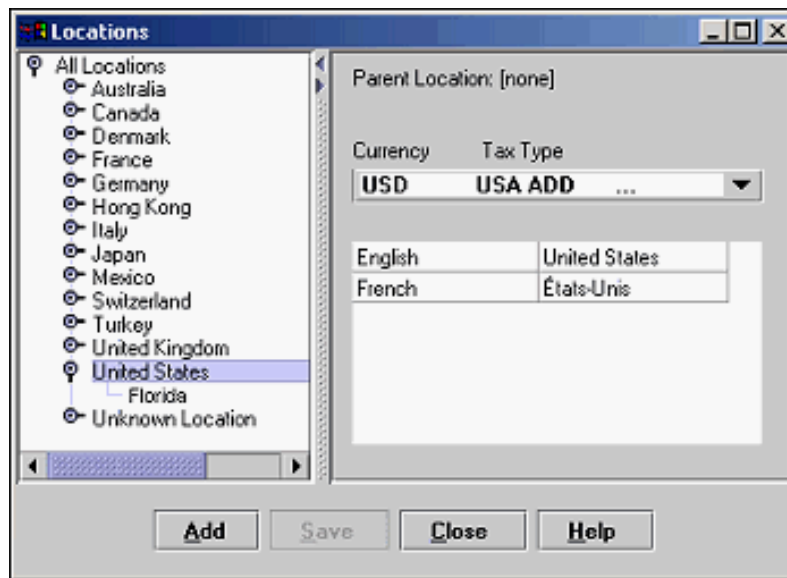 Locations
All Locations
Australia
Canada
Denmark
France
Germany
Hong Kong
Italy
Japan
Mexico
Switzerland
Turkey
United Kingdom
United States
Florida
Unknown Location
Parent Location: [none]
Currency Tax Type
USD USA ADD ...
English United States
French États-Unis
Add Save Close Help